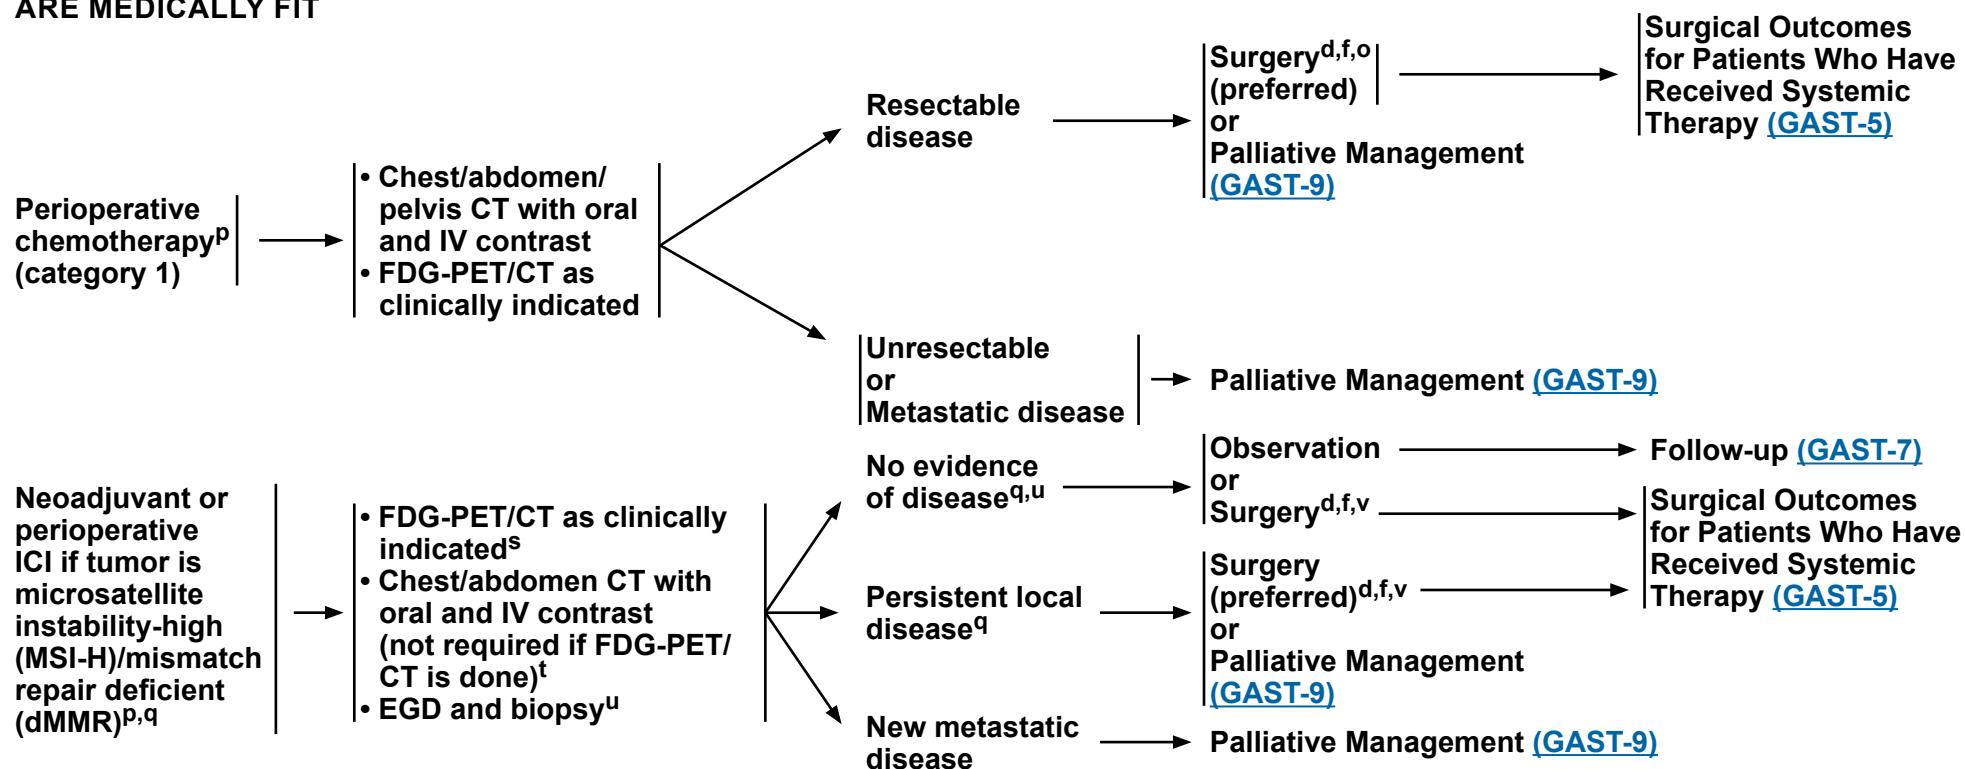 ARE MEDICALLY FIT
Perioperative
chemotherapyp
(category 1)
• Chest/abdomen/
pelvis CT with oral
and IV contrast
• FDG-PET/CT as
clinically indicated
Resectable
disease
Surgeryd,f,o
(preferred)
or
Palliative Management
(GAST-9)
Surgical Outcomes
for Patients Who Have
Received Systemic
Therapy (GAST-5)
Unresectable
or
Metastatic disease
Palliative Management (GAST-9)
Neoadjuvant or
perioperative
ICI if tumor is
microsatellite
instability-high
(MSI-H)/mismatch
repair deficient
(dMMR)p,q
• FDG-PET/CT as clinically
indicateds
• Chest/abdomen CT with
oral and IV contrast
(not required if FDG-PET/
CT is done)t
• EGD and biopsyu
No evidence
of diseaseq,u
Observation
or
Surgeryd,f,v
Follow-up (GAST-7)
Surgical Outcomes
for Patients Who Have
Received Systemic
Therapy (GAST-5)
Persistent local
diseaseq
Surgery
(preferred)d,f,v
or
Palliative Management
(GAST-9)
New metastatic
disease
Palliative Management (GAST-9)